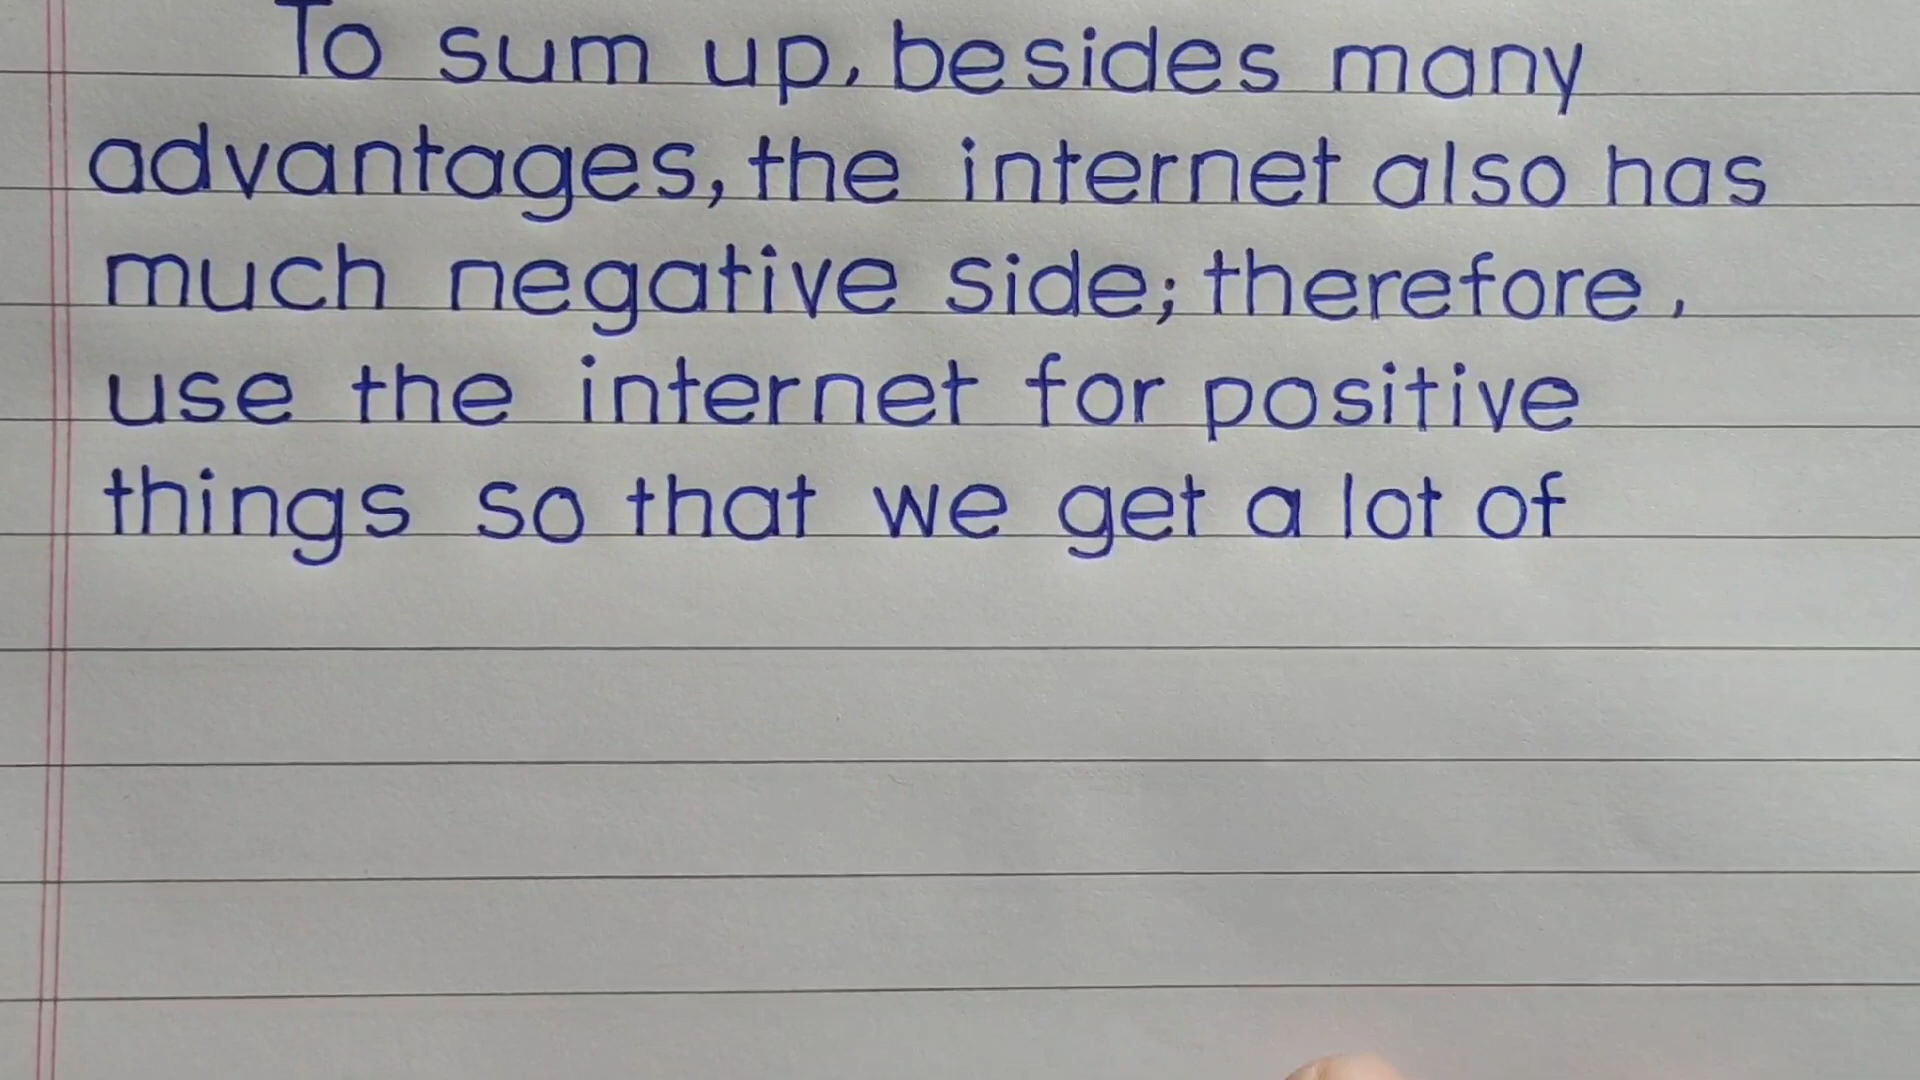 To sum up, besides many
advantages, the internet also has
much negative side; therefore,
use the internet for positive
things so that we get a lot of